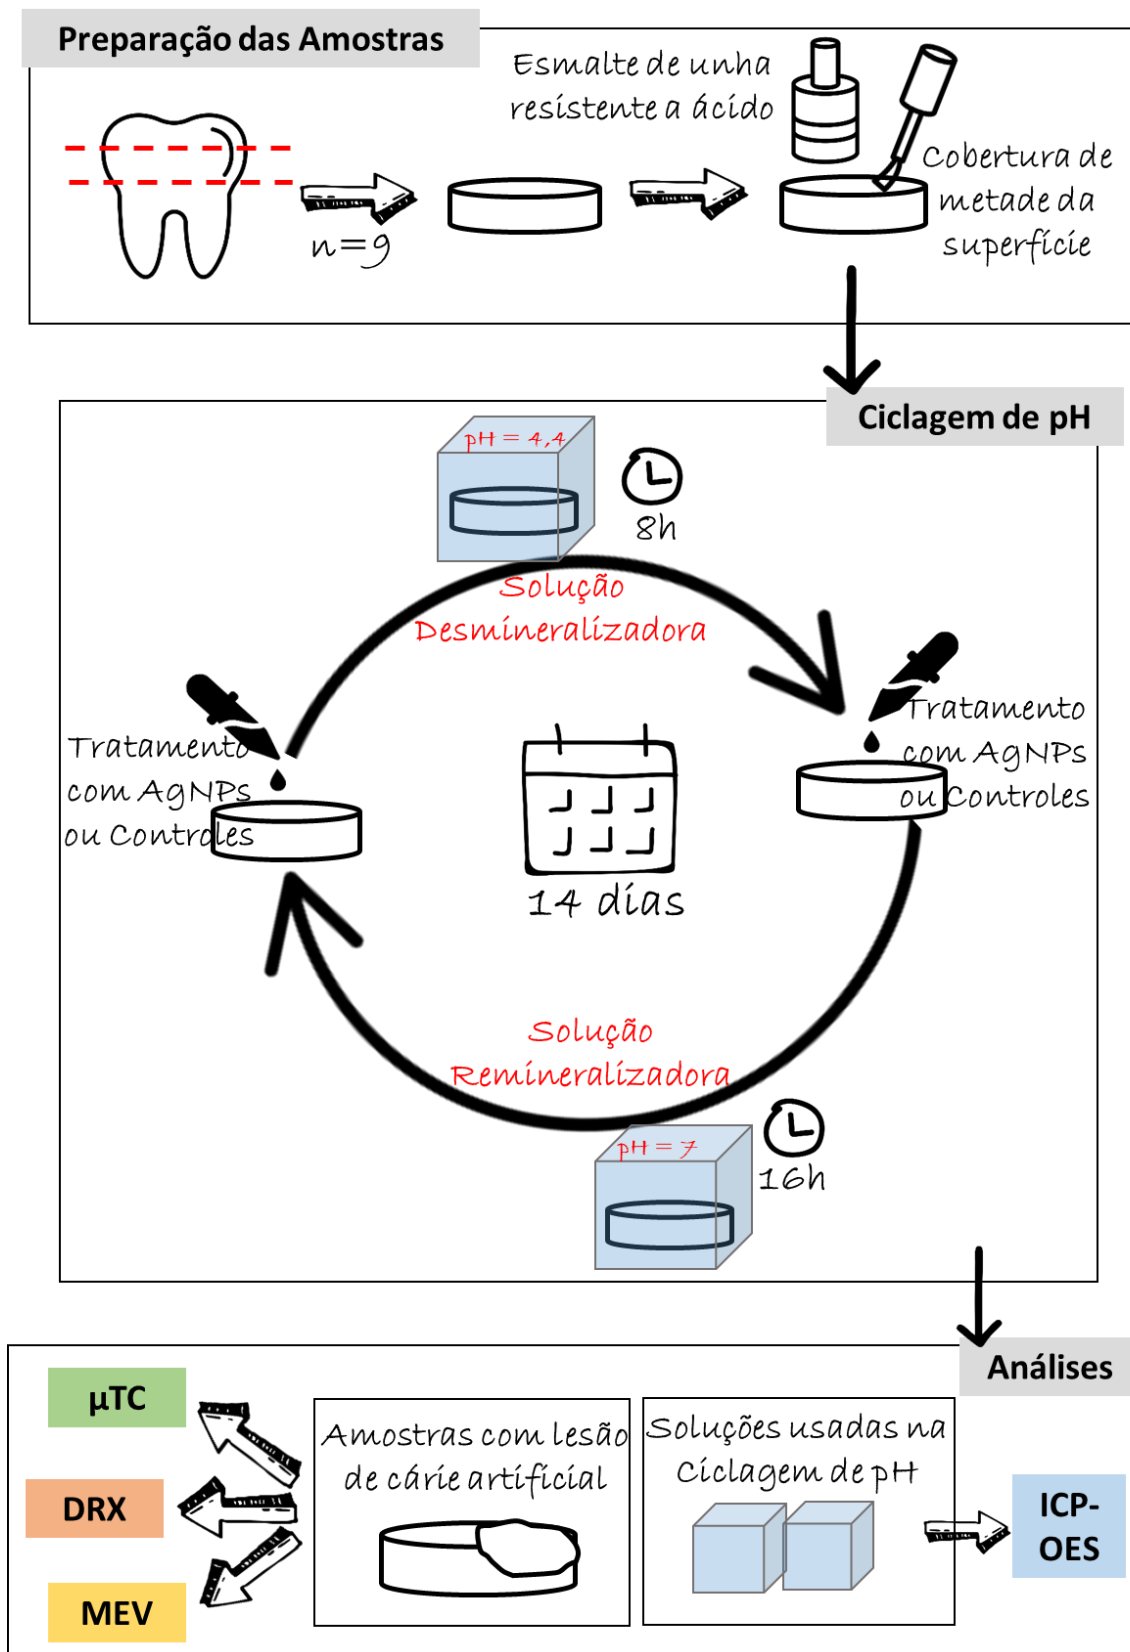 Preparação das Amostras
Esmalte de unha
resistente a ácido
Cobertura de
metade da
superfície
n=9
Ciclagem de pH
pH = 4,4
8h
Solução
Desmineralizadora
Tratamento
com AgNPs
ou Controles
Tratamento
com AgNPs
ou Controles
14 dias
Solução
Remineralizadora
pH = 7
16h
Análises
µTC
DRX
MEV
Amostras com lesão
de cárie artificial
Soluções usadas na
Ciclagem de pH
ICP-
OES